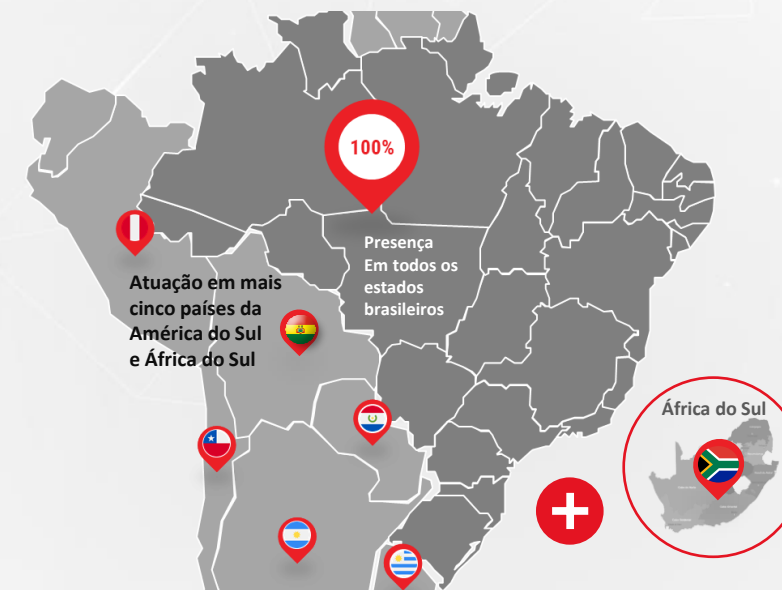 100%
Presença
Em todos os
estados
brasileiros
Atuação em mais
cinco países da
América do Sul
e África do Sul
África do Sul